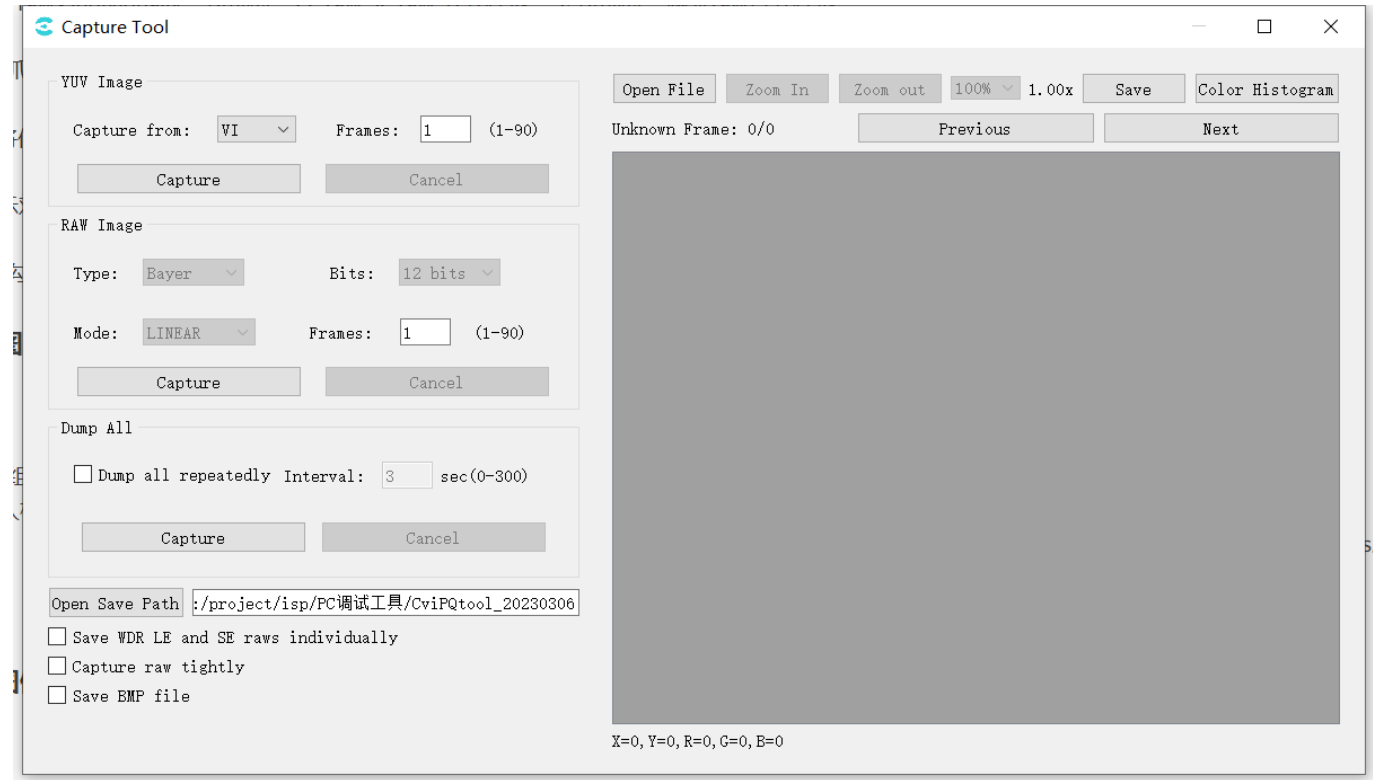 Capture Tool
YUV Image
Capture from: VI Frames: 1 (1-90)
Capture Cancel
RAW Image
Type: Bayer Bits: 12 bits
Mode: LINEAR Frames: 1 (1-90)
Capture Cancel
Dump All
Dump all repeatedly Interval: 3 sec(0-300)
Capture Cancel
Open Save Path :/project/isp/PC调试工具/CviPQtool_20230306
Save WDR LE and SE raws individually
Capture raw tightly
Save BMP file
Open File Zoom In Zoom out 100% 1.00x Save Color Histogram
Unknown Frame: 0/0 Previous Next
X=0,Y=0,R=0,G=0,B=0